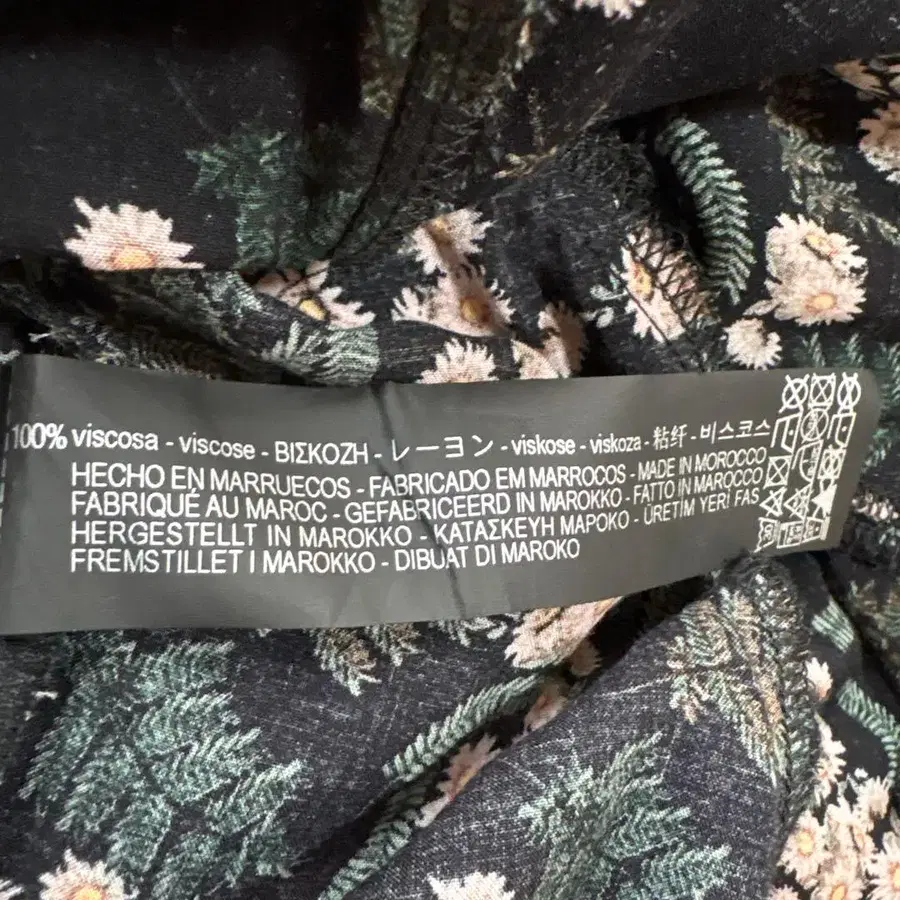 100% viscosa - viscose - ΒΙΣΚΟΖΗ - レーヨン - viskose - viskoza - 粘纤 - 비스코스
HECHO EN MARRUECOS - FABRICADO EM MARROCOS - MADE IN MOROCCO
FABRIQUÉ AU MAROC - GEFABRICEERD IN MAROKKO - FATTO IN MAROCCO
HERGESTELLT IN MAROKKO - ΚΑΤΑΣΚΕΥΗ ΜΑΡΟΚΟ - ÜRETİM YERİ FAS
FREMSTILLET I MAROKKO - DIBUAT DI MAROKO